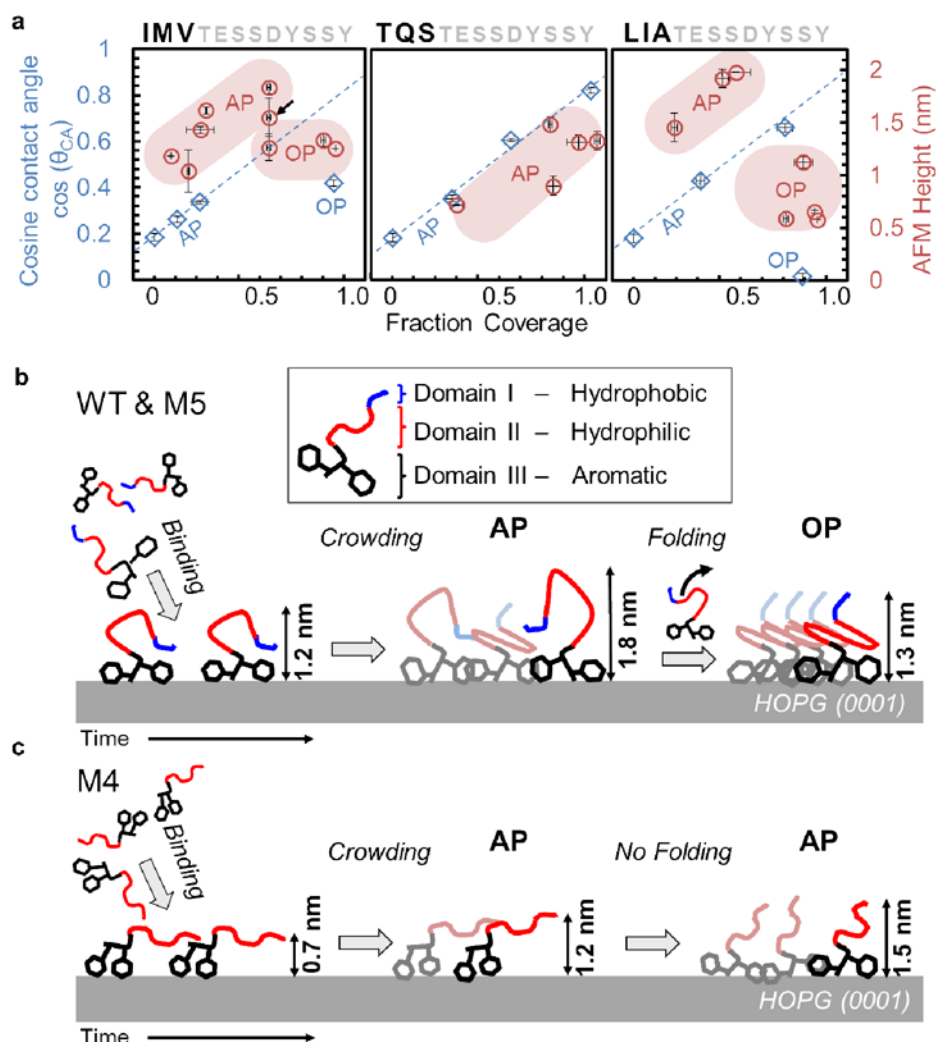 a
IMVTESSDYSSY TQSTESSDYSSY LIATESSDYSSY
Cosine contact angle
cos (θCA)
1
0.8
0.6
0.4
0.2
0
AP
OP
AP
OP
AP
AP
AP
OP
AP
OP
2
1.5
1
0.5
0
AFM Height (nm)
0 0.5 1.0 0 0.5 1.0 0 0.5 1.0
Fraction Coverage
b
WT & M5
Domain I – Hydrophobic
Domain II – Hydrophilic
Domain III – Aromatic
Binding
Crowding
AP
Folding
OP
1.2 nm
1.8 nm
1.3 nm
HOPG (0001)
Time
c
M4
Binding
Crowding
AP
No Folding
AP
0.7 nm
1.2 nm
1.5 nm
HOPG (0001)
Time